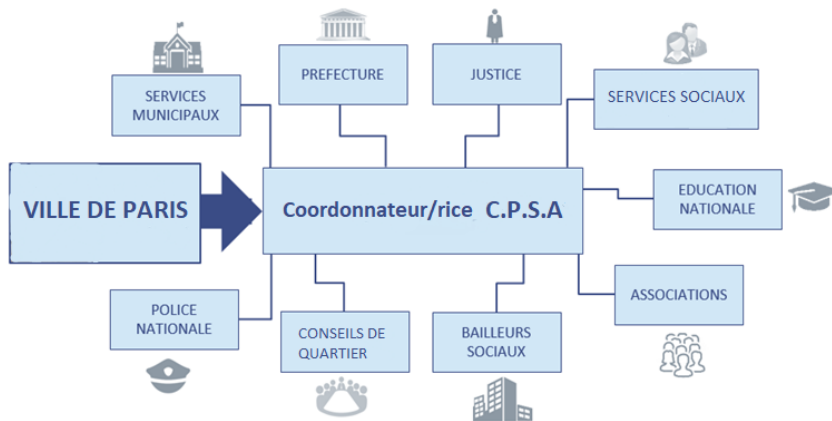 PREFECTURE
JUSTICE
SERVICES
MUNICIPAUX
SERVICES SOCIAUX
VILLE DE PARIS
Coordonnateur/rice C.P.S.A
EDUCATION
NATIONALE
POLICE
NATIONALE
CONSEILS DE
QUARTIER
BAILLEURS
SOCIAUX
ASSOCIATIONS